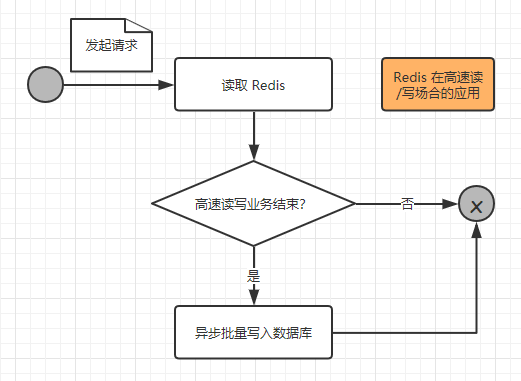 发起请求
读取 Redis
Redis 在高速读
/写场合的应用
高速读写业务结束?
否
x
是
异步批量写入数据库